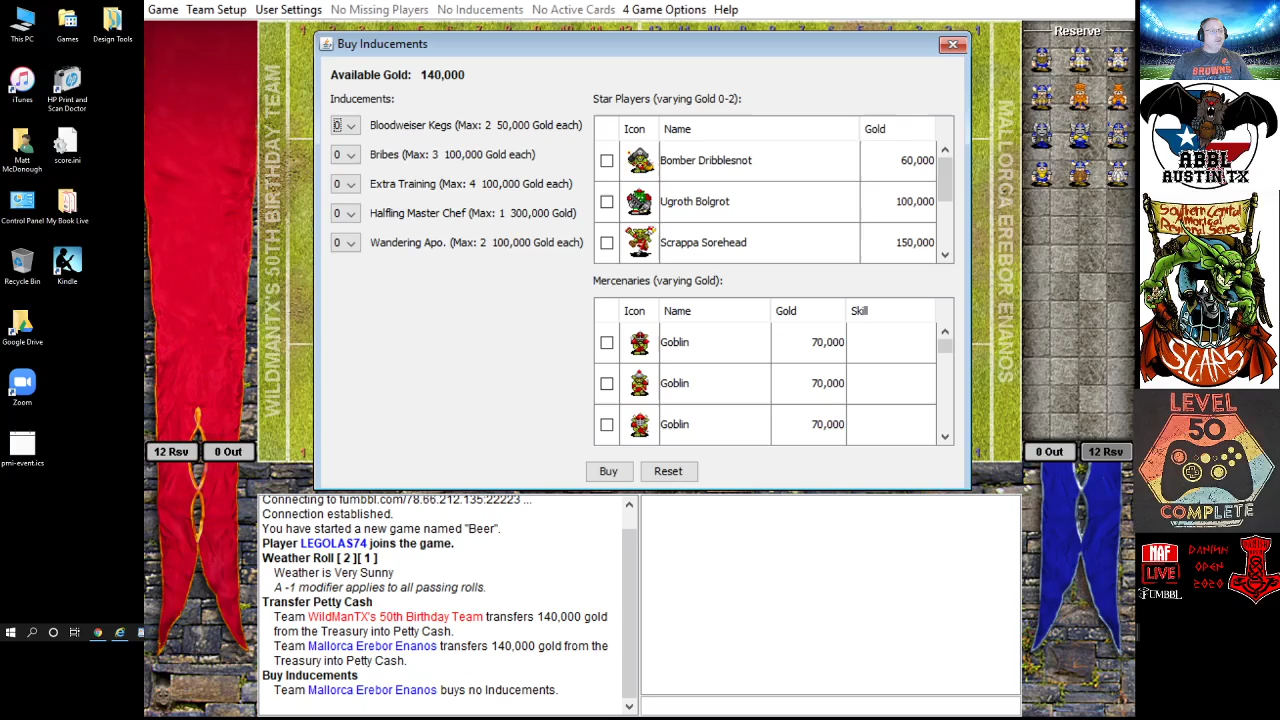 Game Team Setup User Settings No Missing Players No Inducements No Active Cards 4 Game Options Help
This PC
Games
Design Tools
iTunes
HP Print and Scan Doctor
Matt McDonough
score.ini
Control Panel
My Book Live
Recycle Bin
Kindle
Google Drive
Zoom
pmi-event.ics
WILDMANTX'S 50TH BIRTHDAY TEAM
Buy Inducements
Available Gold: 140,000
Inducements:
0 Bloodweiser Kegs (Max: 2 50,000 Gold each)
0 Bribes (Max: 3 100,000 Gold each)
0 Extra Training (Max: 4 100,000 Gold each)
0 Halfling Master Chef (Max: 1 300,000 Gold)
0 Wandering Apo. (Max: 2 100,000 Gold each)
Star Players (varying Gold 0-2):
Icon Name Gold
Bomber Dribblesnot 60,000
Ugroth Bolgrot 100,000
Scrappa Sorehead 150,000
Mercenaries (varying Gold):
Icon Name Gold Skill
Goblin 70,000
Goblin 70,000
Goblin 70,000
Buy Reset
MALLORCA EREBOR ENANOS
Reserve
12 Rsv 0 Out
0 Out 12 Rsv
Connecting to fumbbl.com/78.66.212.135:22223 ...
Connection established.
You have started a new game named "Beer".
Player LEGOLAS74 joins the game.
Weather Roll [ 2 ][ 1 ]
Weather is Very Sunny
A -1 modifier applies to all passing rolls.
Transfer Petty Cash
Team WildManTX's 50th Birthday Team transfers 140,000 gold
from the Treasury into Petty Cash.
Team Mallorca Erebor Enanos transfers 140,000 gold from the
Treasury into Petty Cash.
Buy Inducements
Team Mallorca Erebor Enanos buys no Inducements.
BROWNS
ABBL
AUSTIN.TX
Southern Central
S.C.A.R.S.
LEVEL
50
COMPLETE
NAF
LIVE
FUMBBL
DANISH
OPEN
2020